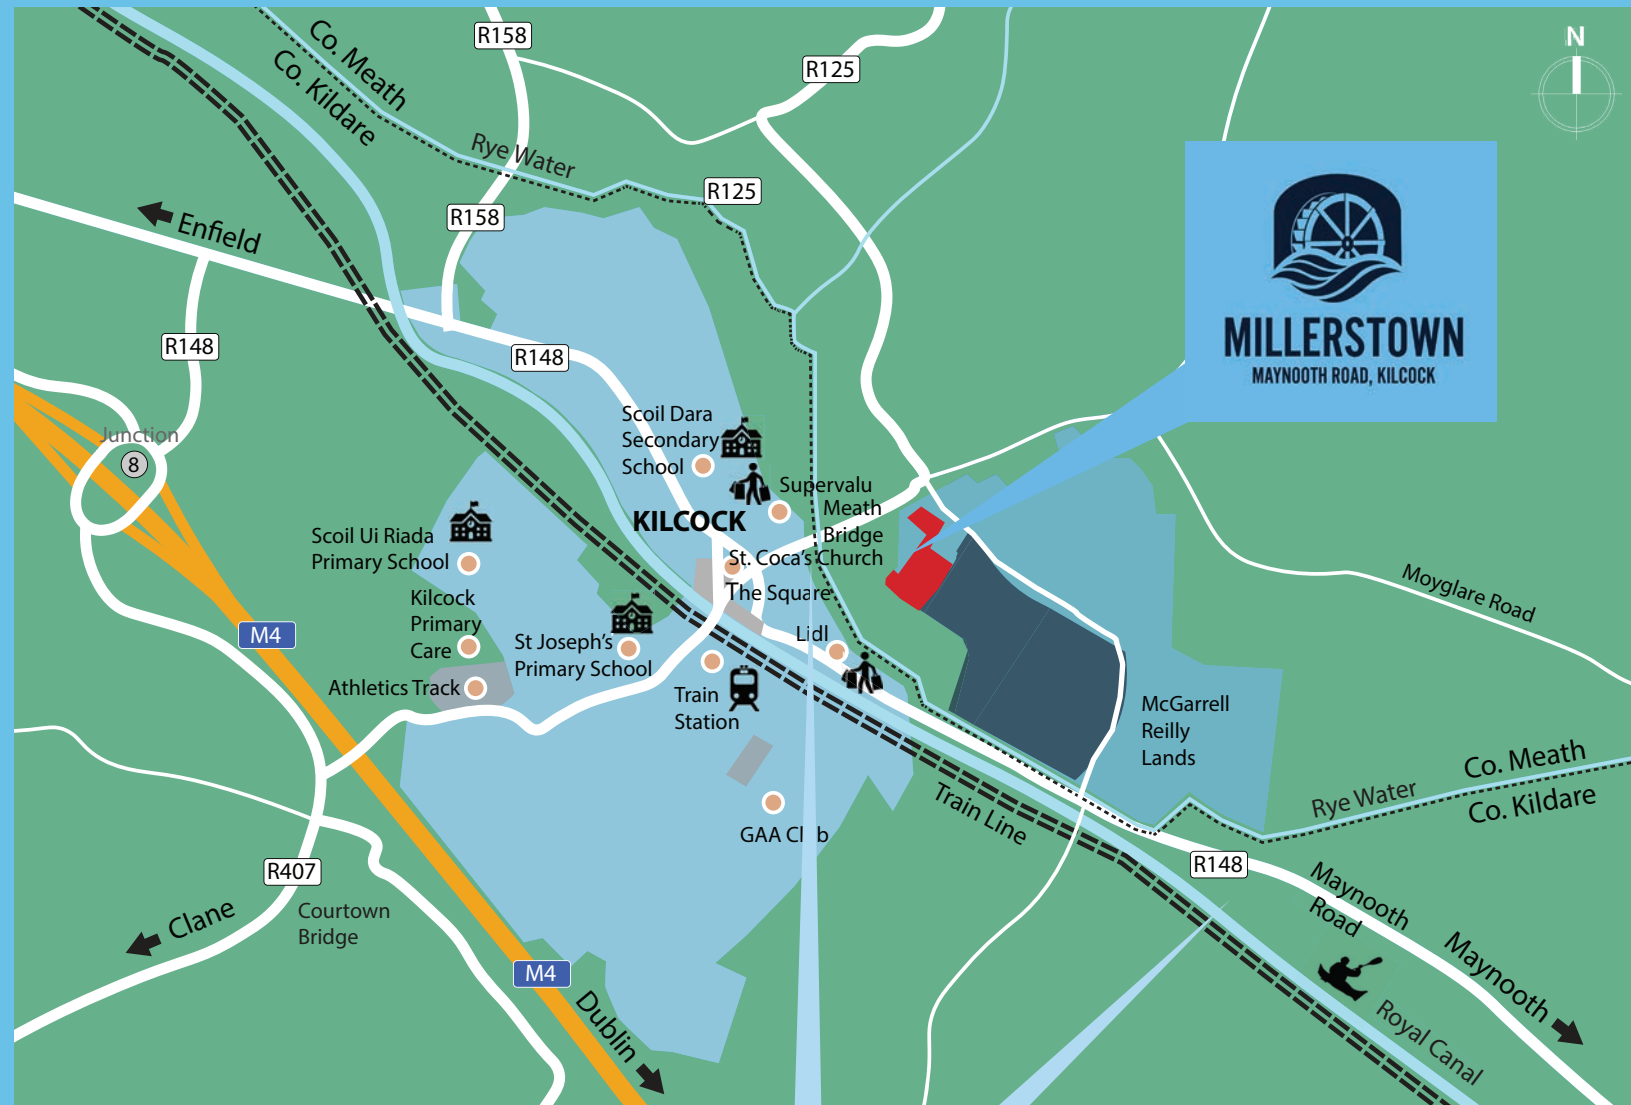 R158
N
Co. Meath
Co. Kildare
R125
Rye Water
R125
R158
Enfield
MILLERSTOWN
MAYNOOTH ROAD, KILCOCK
R148
R148
Scoil Dara
Secondary
School
Junction
8
Supervalu
KILCOCK
Meath
Bridge
Scoil Ui Riada
Primary School
St. Coca's Church
Moyglare Road
The Square
Kilcock
Primary
Care
M4
Lidl
St Joseph's
Primary School
Athletics Track
Train
Station
McGarrell
Reilly
Lands
Co. Meath
Rye Water
Co. Kildare
Train Line
GAA Club
R148
R407
Maynooth
Road
Clane
Courtown
Bridge
Maynooth
M4
Dublin
Royal Canal